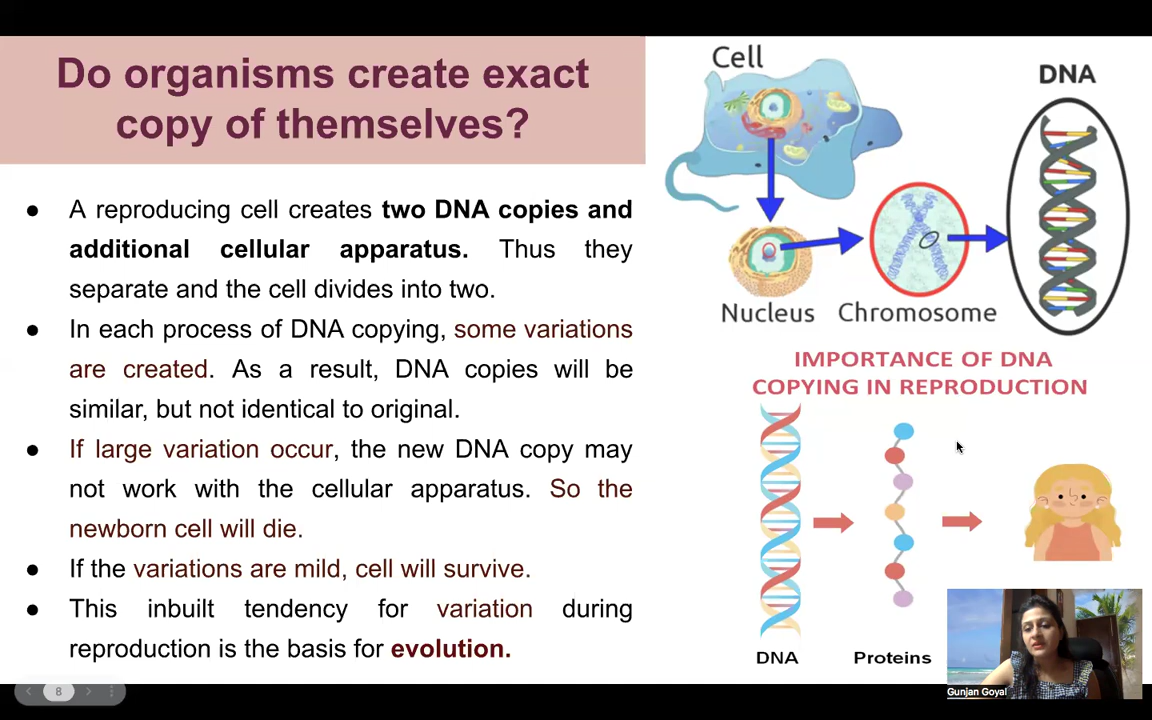 Do organisms create exact
copy of themselves?
● A reproducing cell creates two DNA copies and
additional cellular apparatus. Thus they
separate and the cell divides into two.
● In each process of DNA copying, some variations
are created. As a result, DNA copies will be
similar, but not identical to original.
● If large variation occur, the new DNA copy may
not work with the cellular apparatus. So the
newborn cell will die.
● If the variations are mild, cell will survive.
● This inbuilt tendency for variation during
reproduction is the basis for evolution.
Cell
DNA
Nucleus
Chromosome
IMPORTANCE OF DNA
COPYING IN REPRODUCTION
DNA
Proteins
Gunjan Goyal
8